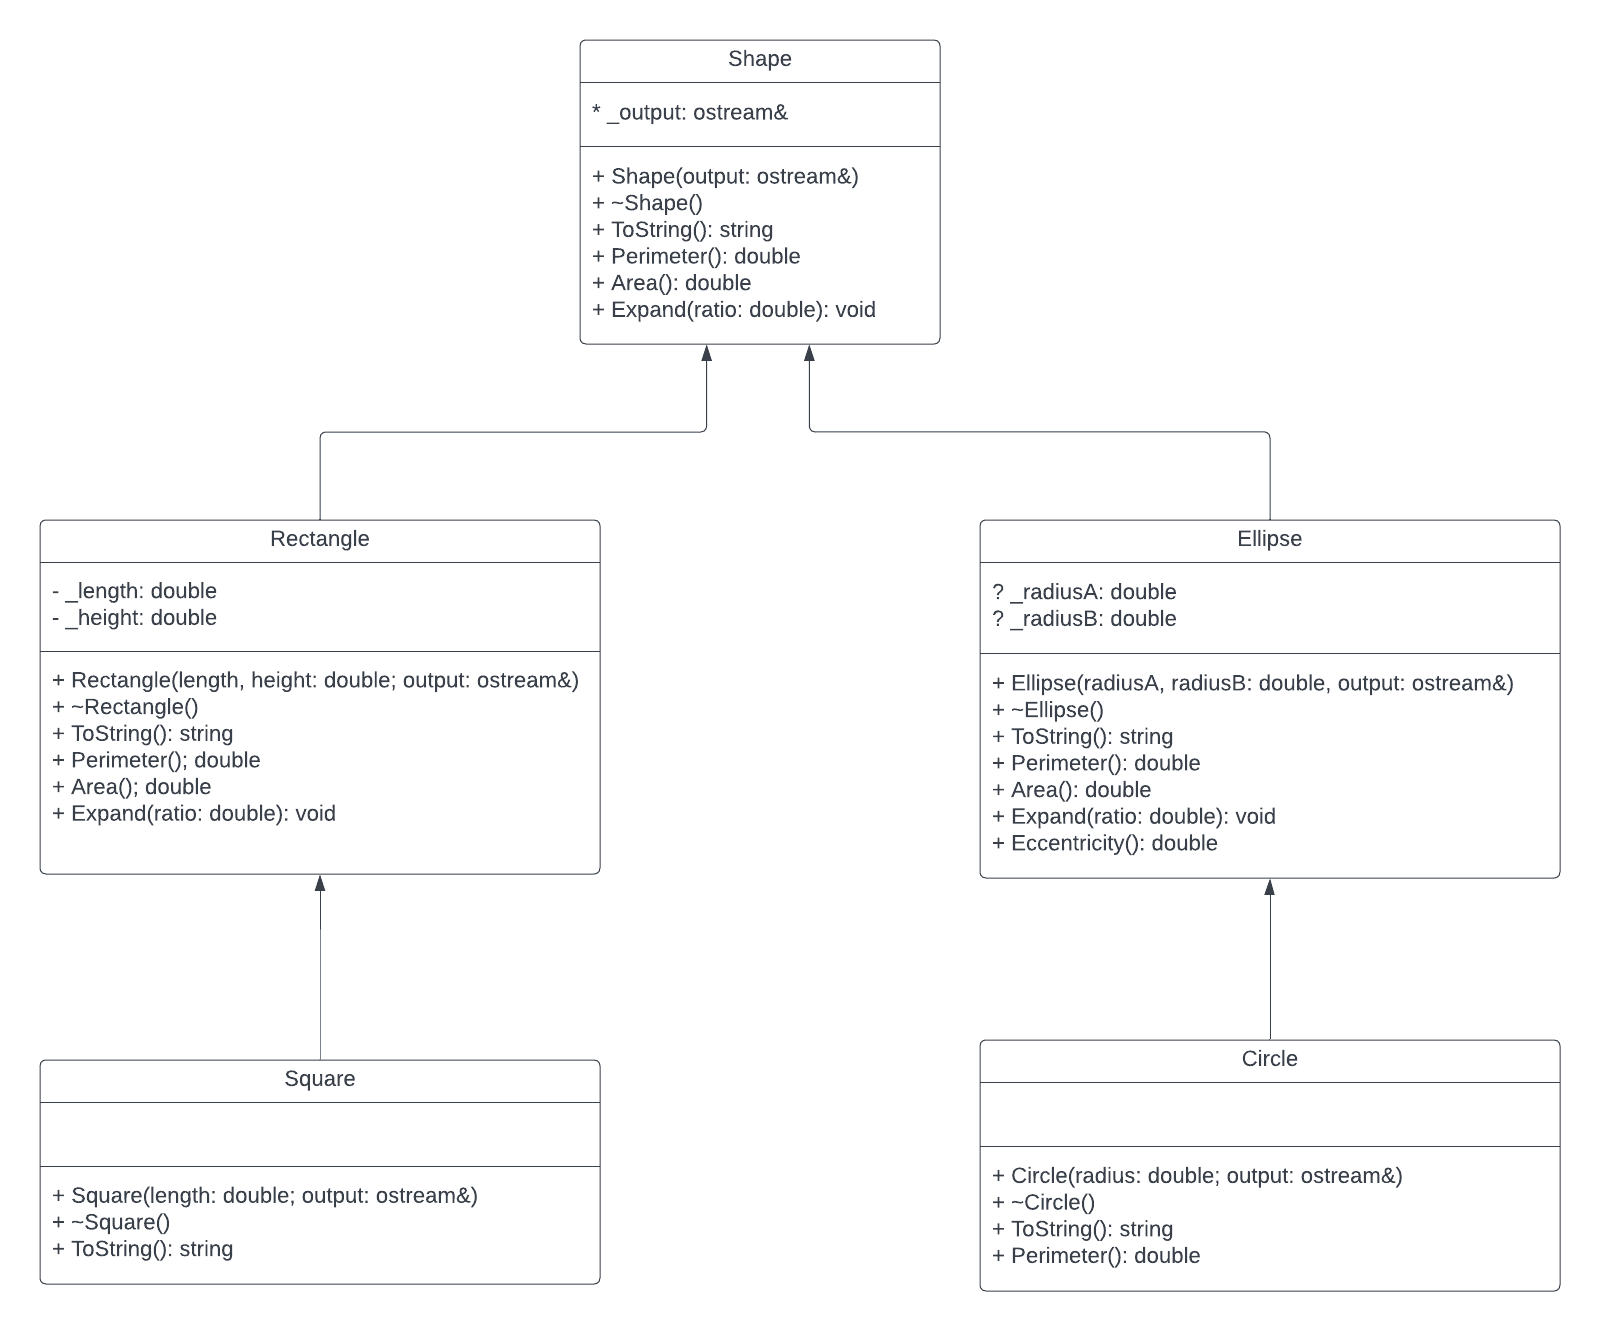 Shape
* _output: ostream&
+ Shape(output: ostream&)
+ ~Shape()
+ ToString(): string
+ Perimeter(): double
+ Area(): double
+ Expand(ratio: double): void
Rectangle
- _length: double
- _height: double
+ Rectangle(length, height: double; output: ostream&)
+ ~Rectangle()
+ ToString(): string
+ Perimeter(); double
+ Area(); double
+ Expand(ratio: double): void
Ellipse
? _radiusA: double
? _radiusB: double
+ Ellipse(radiusA, radiusB: double, output: ostream&)
+ ~Ellipse()
+ ToString(): string
+ Perimeter(): double
+ Area(): double
+ Expand(ratio: double): void
+ Eccentricity(): double
Square
+ Square(length: double; output: ostream&)
+ ~Square()
+ ToString(): string
Circle
+ Circle(radius: double; output: ostream&)
+ ~Circle()
+ ToString(): string
+ Perimeter(): double